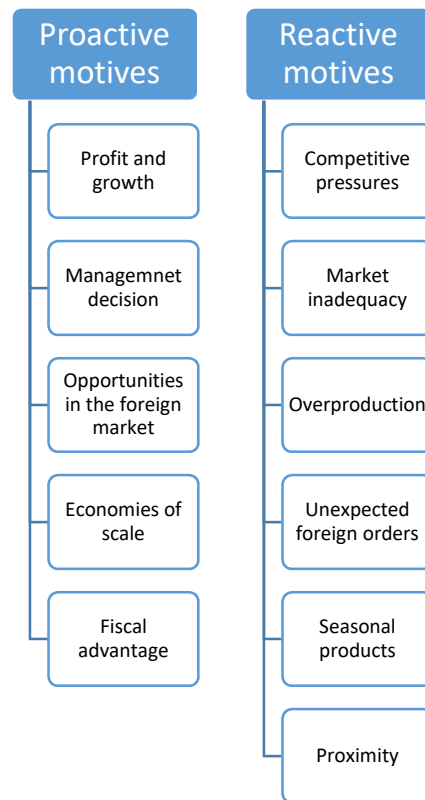 Proactive
motives
Profit and
growth
Managemnet
decision
Opportunities
in the foreign
market
Economies of
scale
Fiscal
advantage
Reactive
motives
Competitive
pressures
Market
inadequacy
Overproduction
Unexpected
foreign orders
Seasonal
products
Proximity